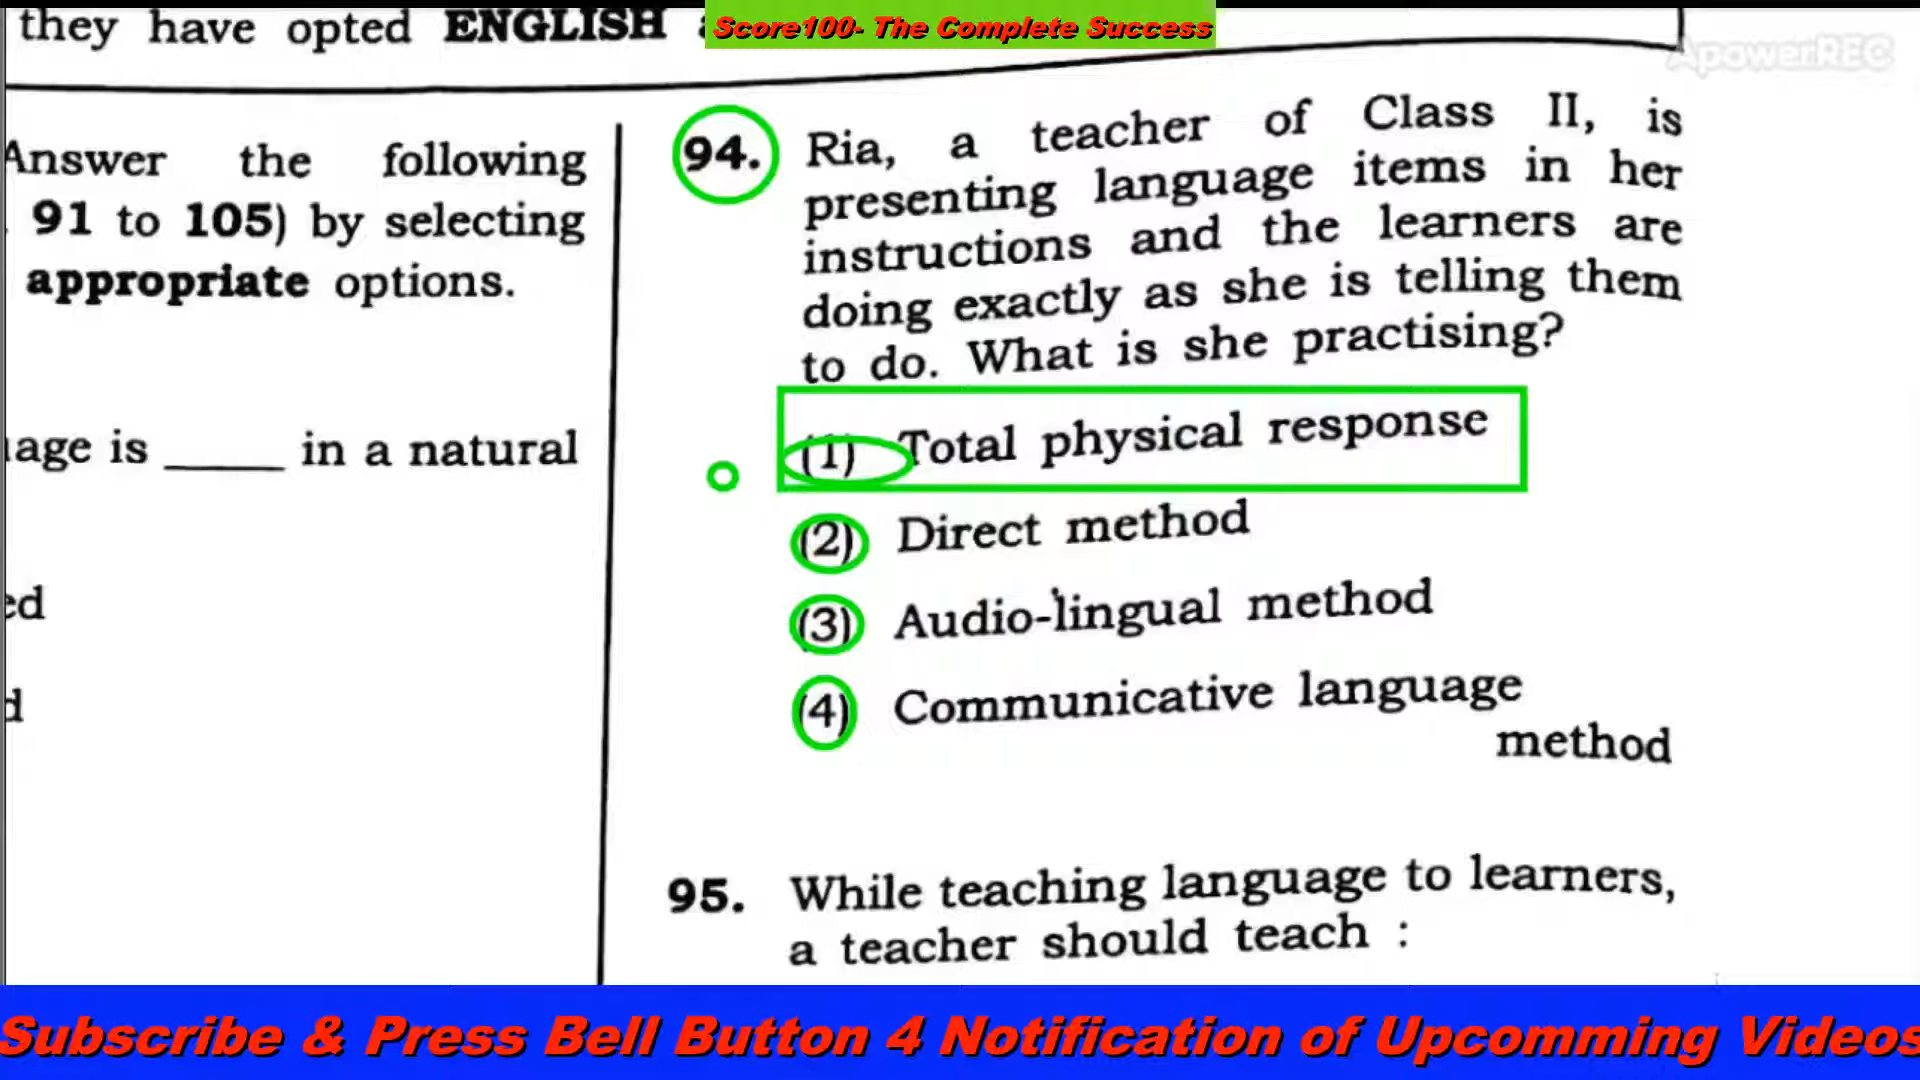 they have opted ENGLISH
Score100- The Complete Success
ApowerREC
Answer the following
91 to 105) by selecting
appropriate options.
is ____ in a natural
94. Ria, a teacher of Class II, is
presenting language items in her
instructions and the learners are
doing exactly as she is telling them
to do. What is she practising?
(1) Total physical response
(2) Direct method
(3) Audio-lingual method
(4) Communicative language
method
95. While teaching language to learners,
a teacher should teach :
Subscribe & Press Bell Button 4 Notification of Upcomming Videos